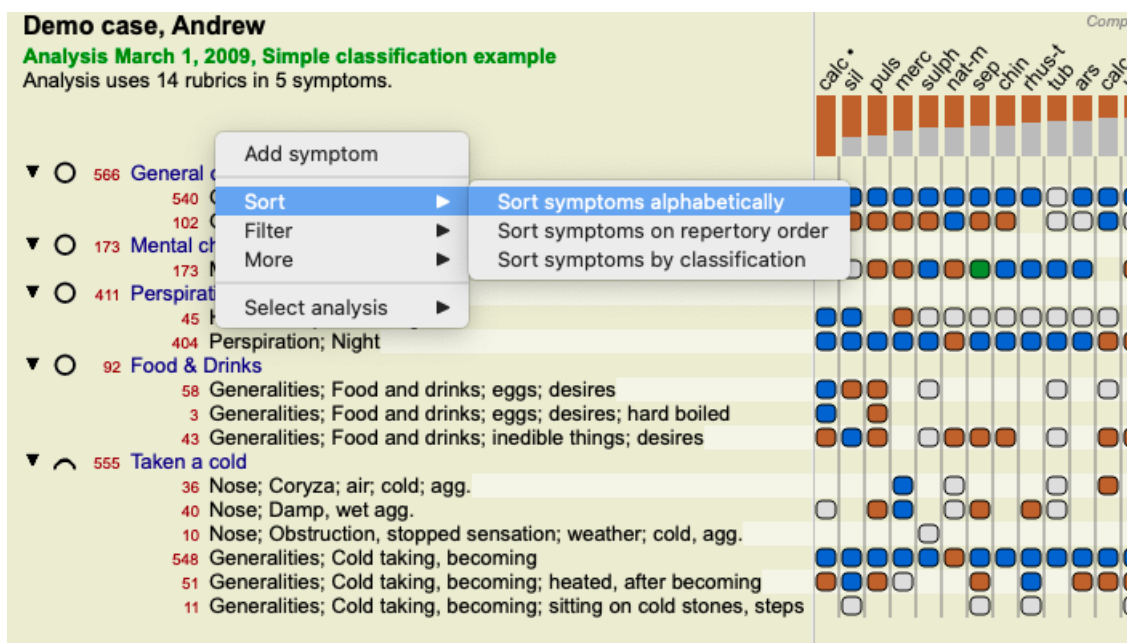 Demo case, Andrew
Analysis March 1, 2009, Simple classification example
Analysis uses 14 rubrics in 5 symptoms.
Comp
calc • sil puls merc sulph nat-m sep chin rhus-t tub ars calc
Add symptom
Sort
Filter
More
Select analysis
Sort symptoms alphabetically
Sort symptoms on repertory order
Sort symptoms by classification
566 General
540
102
173 Mental ch
173
411 Perspirat
45
404 Perspiration; Night
92 Food & Drinks
58 Generalities; Food and drinks; eggs; desires
3 Generalities; Food and drinks; eggs; desires; hard boiled
43 Generalities; Food and drinks; inedible things; desires
555 Taken a cold
36 Nose; Coryza; air; cold; agg.
40 Nose; Damp, wet agg.
10 Nose; Obstruction, stopped sensation; weather; cold, agg.
548 Generalities; Cold taking, becoming
51 Generalities; Cold taking, becoming; heated, after becoming
11 Generalities; Cold taking, becoming; sitting on cold stones, steps